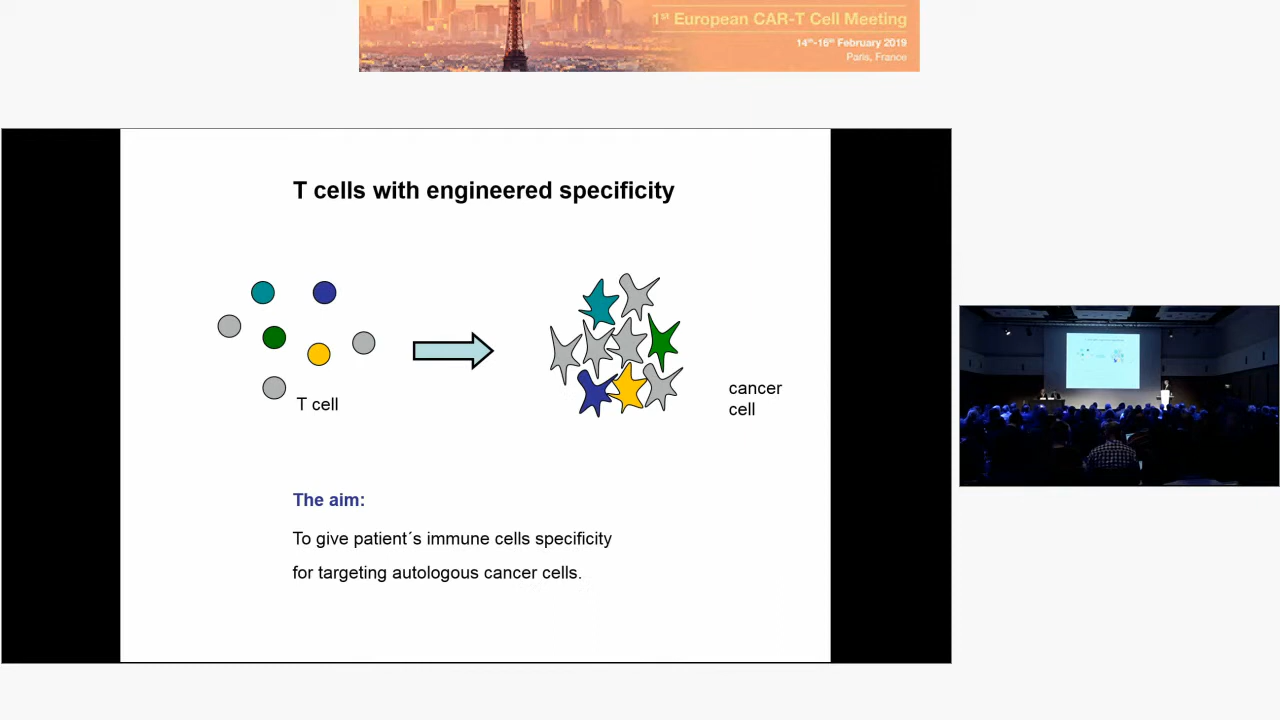 1st European CAR-T Cell Meeting
14th-16th February 2019
Paris, France
T cells with engineered specificity
T cell
cancer
cell
The aim:
To give patient´s immune cells specificity
for targeting autologous cancer cells.